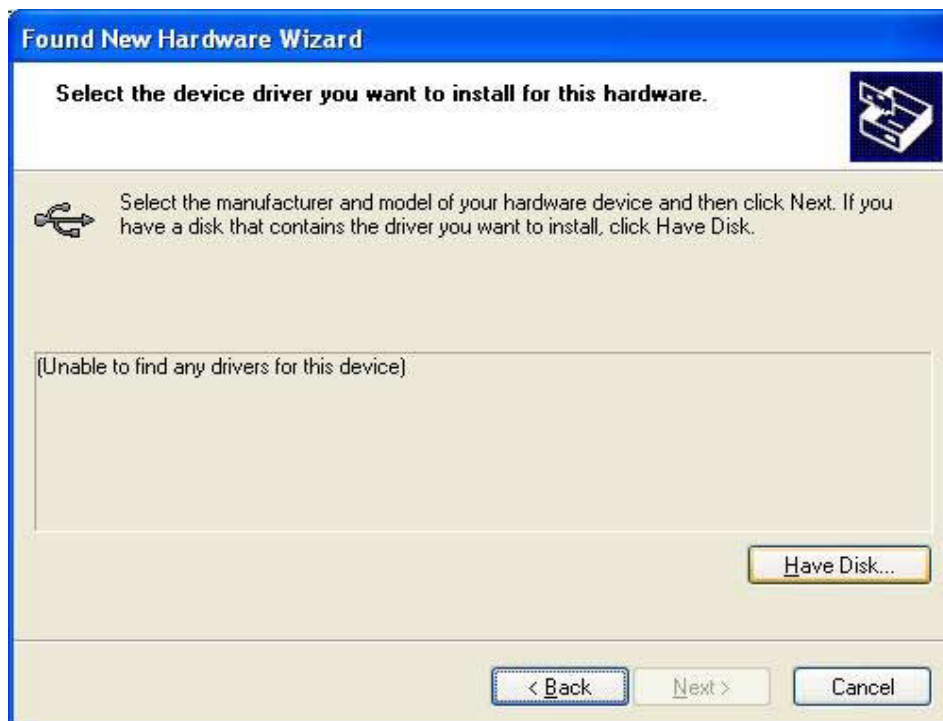 Found New Hardware Wizard
Select the device driver you want to install for this hardware.
Select the manufacturer and model of your hardware device and then click Next. If you
have a disk that contains the driver you want to install, click Have Disk.
(Unable to find any drivers for this device)
Have Disk...
< Back Next > Cancel